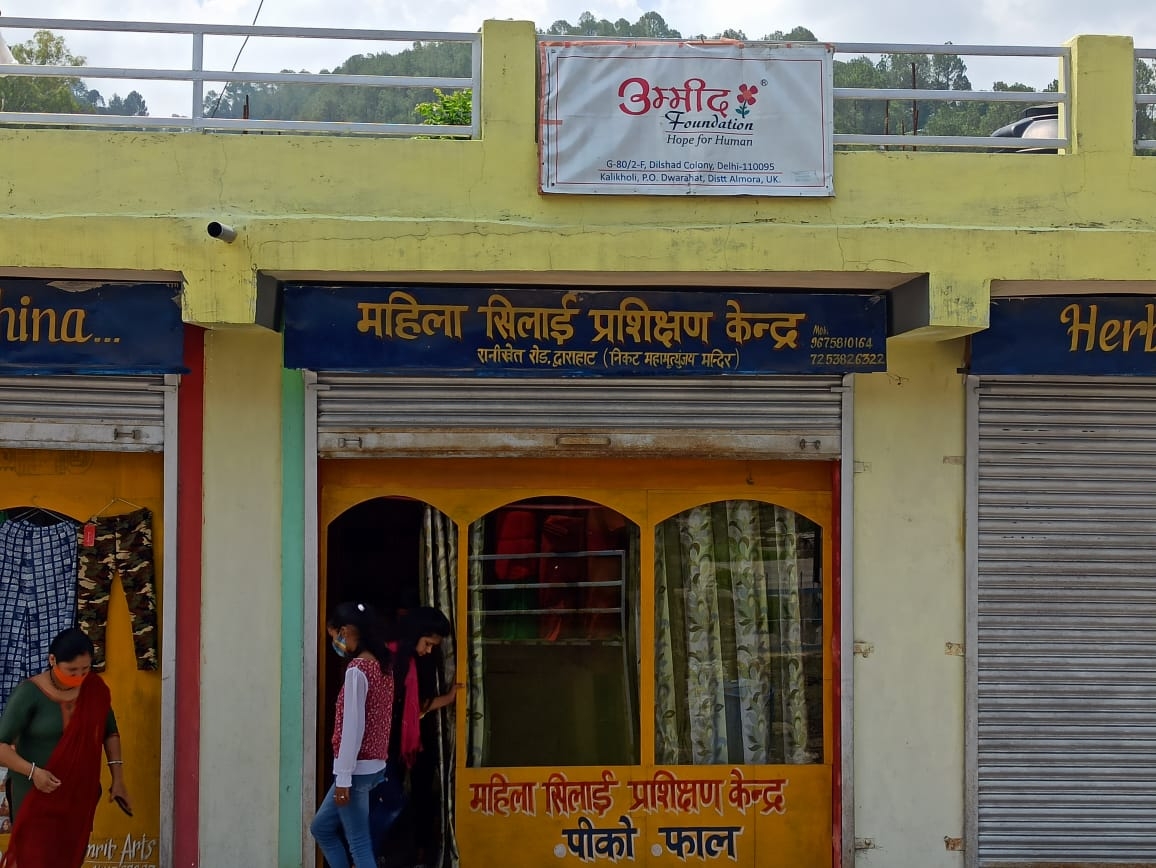 उम्मीद ®
Foundation
Hope for Human
G-80/2-F, Dilshad Colony, Delhi-110095
Kalikholi, P.O. Dwarahat, Distt Almora, UK.
hina...
महिला सिलाई प्रशिक्षण केन्द्र
Mob.
9675810164
रानीखेत रोड, द्वाराहाट (निकट महामृत्युंजय मन्दिर)
7253826322
Herb
महिला सिलाई प्रशिक्षण केन्द्र
.पीको .फाल
Arts